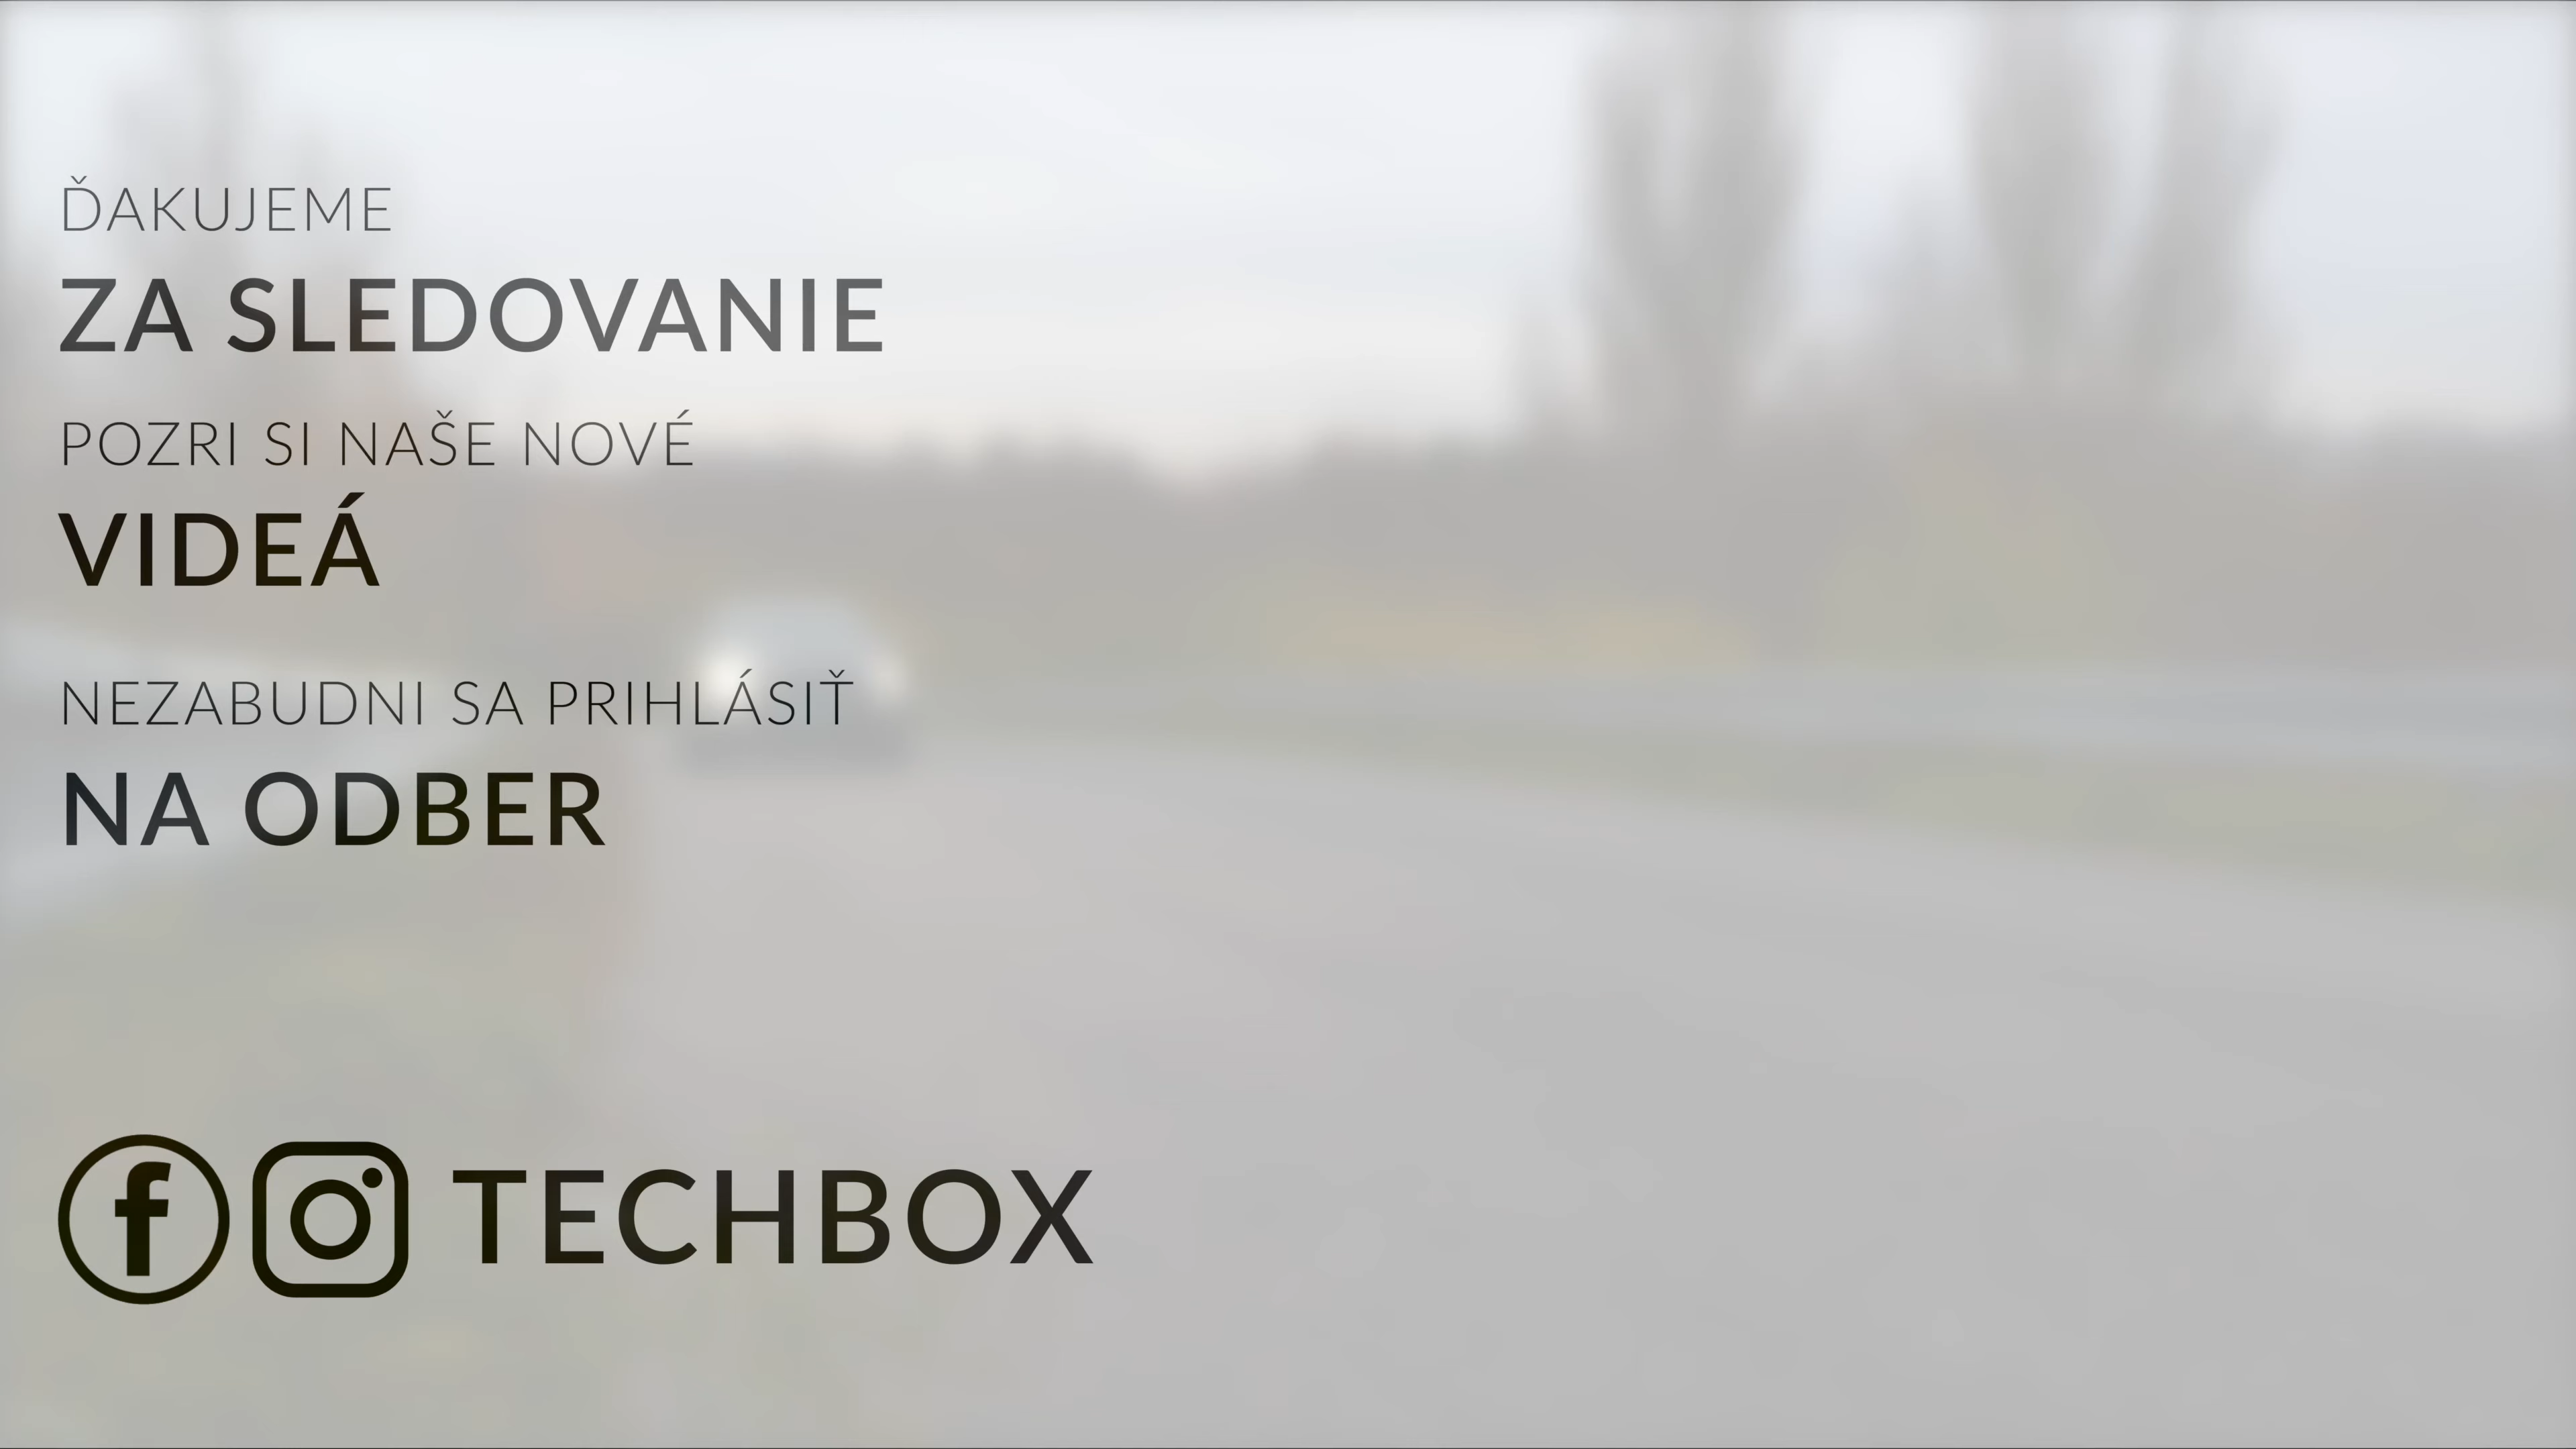 ĎAKUJEME
ZA SLEDOVANIE
POZRI SI NAŠE NOVÉ
VIDEÁ
NEZABUDNI SA PRIHLÁSIŤ
NA ODBER
TECHBOX